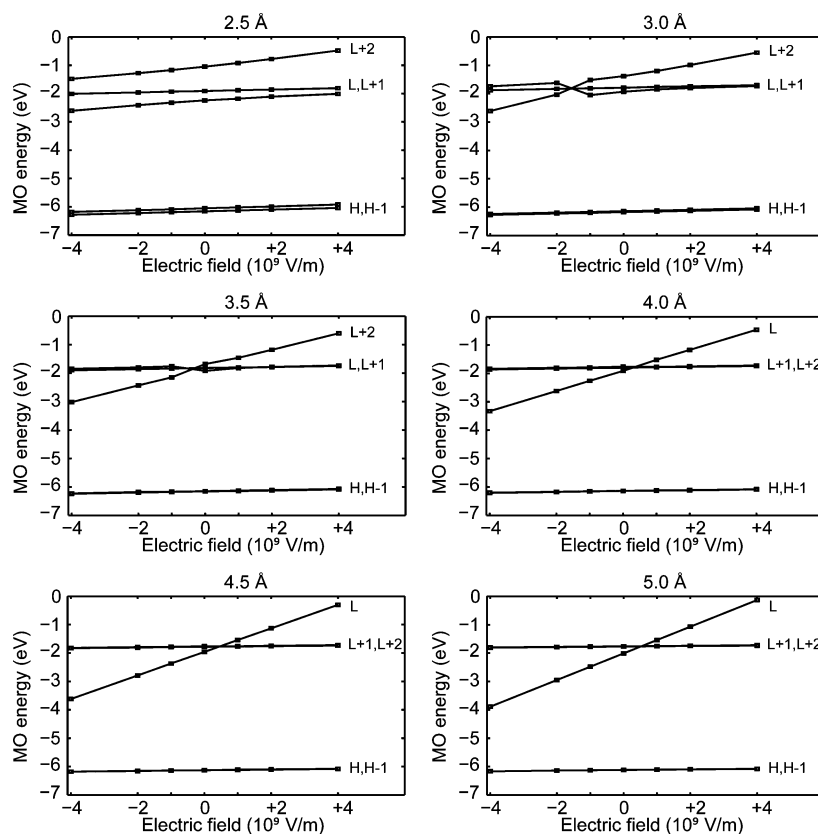 2.5 Å
MO energy (eV)
0
−1
−2
−3
−4
−5
−6
−7
L+2
L,L+1
H,H-1
−4
−2
0
+2
+4
Electric field (10⁹ V/m)
3.0 Å
MO energy (eV)
0
−1
−2
−3
−4
−5
−6
−7
L+2
L,L+1
H,H-1
−4
−2
0
+2
+4
Electric field (10⁹ V/m)
3.5 Å
MO energy (eV)
0
−1
−2
−3
−4
−5
−6
−7
L+2
L,L+1
H,H-1
−4
−2
0
+2
+4
Electric field (10⁹ V/m)
4.0 Å
MO energy (eV)
0
−1
−2
−3
−4
−5
−6
−7
L
L+1,L+2
H,H-1
−4
−2
0
+2
+4
Electric field (10⁹ V/m)
4.5 Å
MO energy (eV)
0
−1
−2
−3
−4
−5
−6
−7
L
L+1,L+2
H,H-1
−4
−2
0
+2
+4
Electric field (10⁹ V/m)
5.0 Å
MO energy (eV)
0
−1
−2
−3
−4
−5
−6
−7
L
L+1,L+2
H,H-1
−4
−2
0
+2
+4
Electric field (10⁹ V/m)